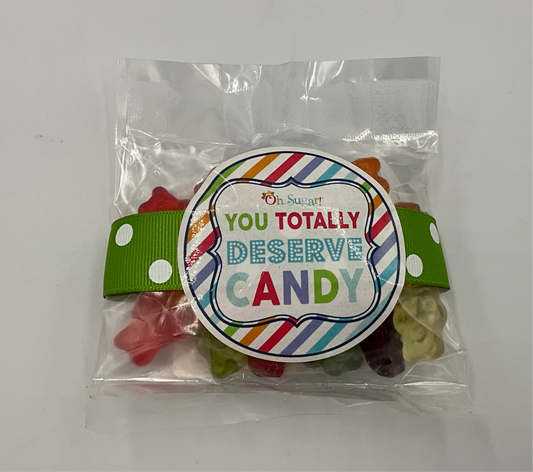 Oh, Sugar!
YOU TOTALLY
DESERVE
CANDY